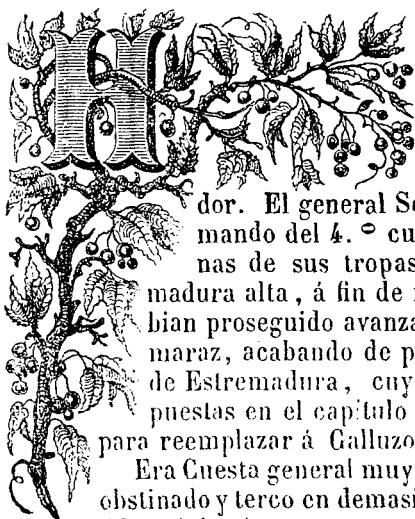 H
dor. El general Se
mando del 4.º cu
nas de sus tropas
madura alta, á fin de
bian proseguido avanza
maraz, acabando de p
de Estremadura, cuy
puestas en el capítulo
para reemplazar á Galluzo
Era Cuesta general muy
obstinado y terco en demasi